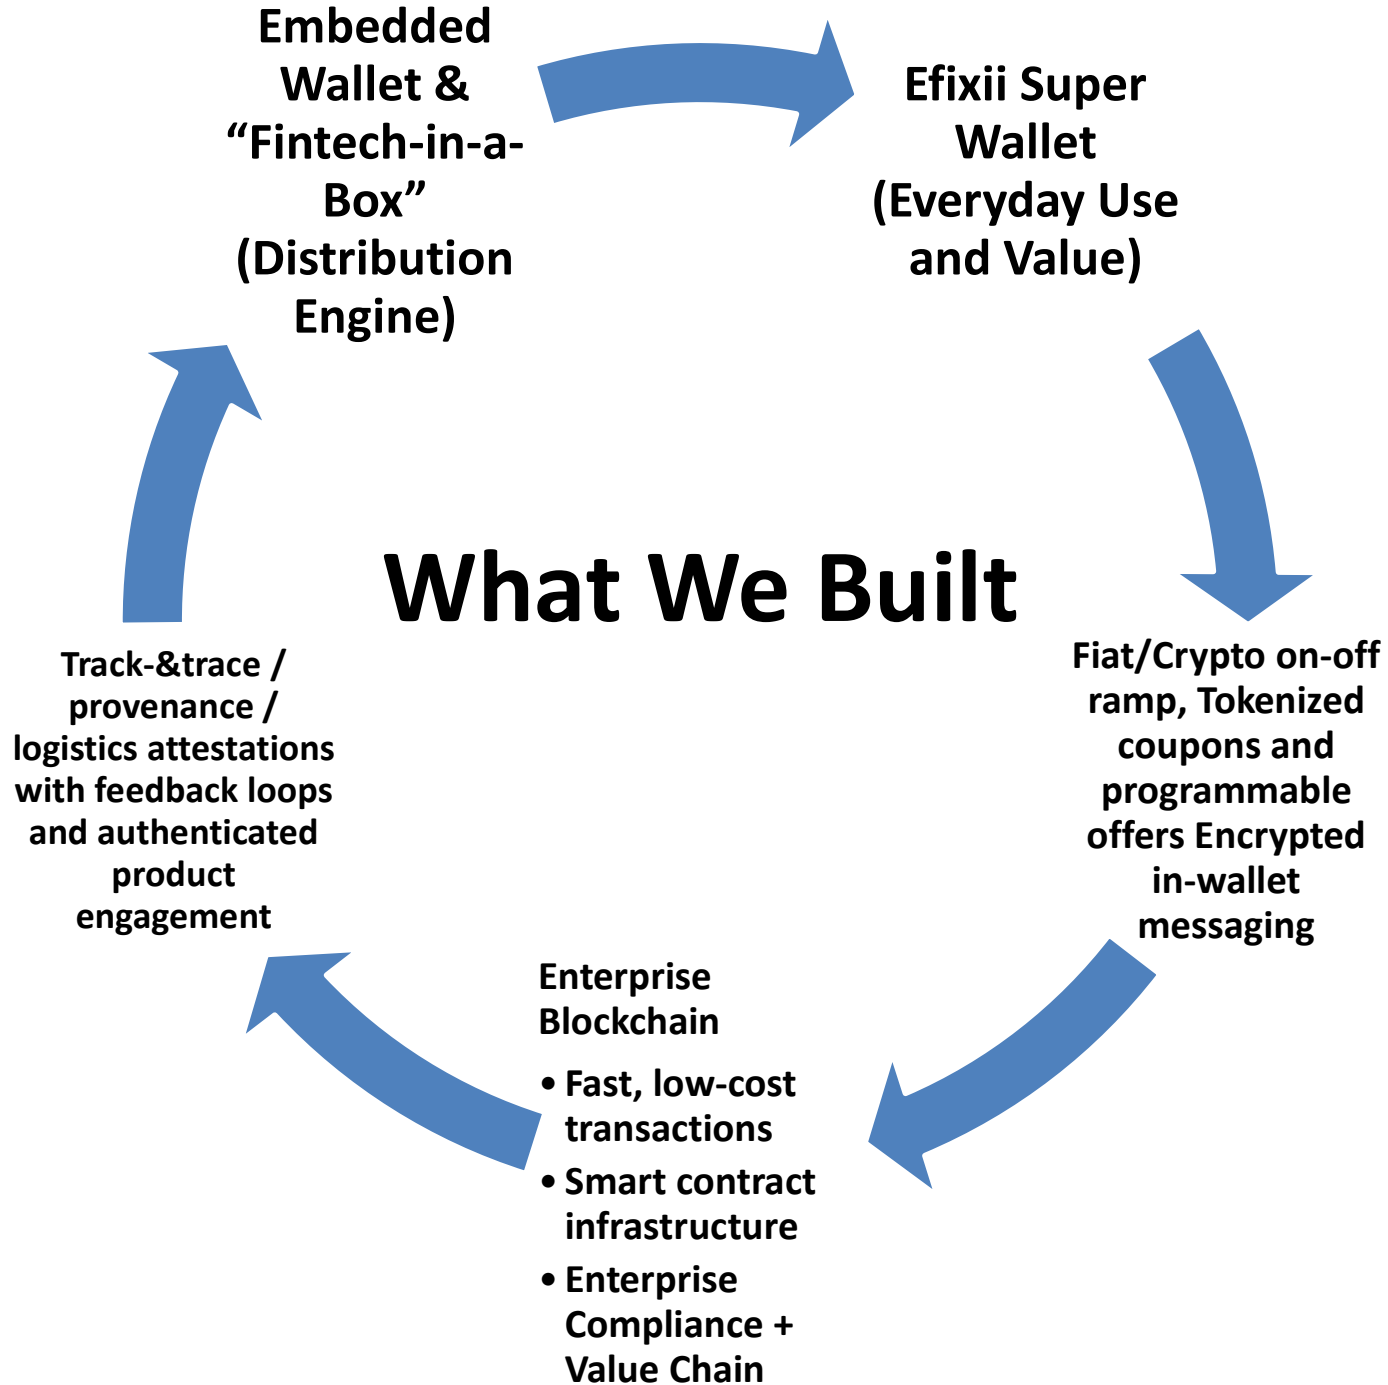 Embedded
Wallet &
“Fintech-in-a-
Box”
(Distribution
Engine)
Efixii Super
Wallet
(Everyday Use
and Value)
What We Built
Fiat/Crypto on-off
ramp, Tokenized
coupons and
programmable
offers Encrypted
in-wallet
messaging
Enterprise
Blockchain
• Fast, low-cost
transactions
• Smart contract
infrastructure
• Enterprise
Compliance +
Value Chain
Track-&trace /
provenance /
logistics attestations
with feedback loops
and authenticated
product
engagement